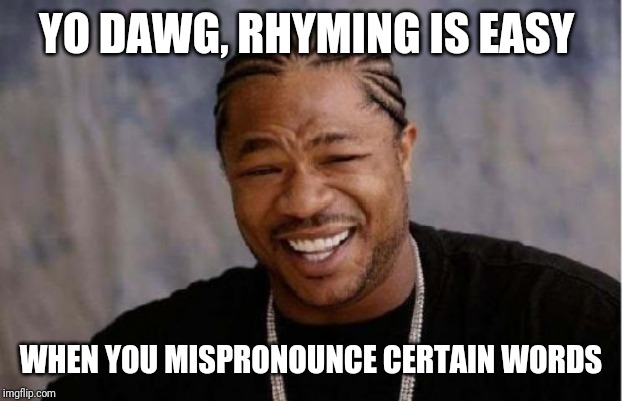 YO DAWG, RHYMING IS EASY
WHEN YOU MISPRONOUNCE CERTAIN WORDS
imgflip.com